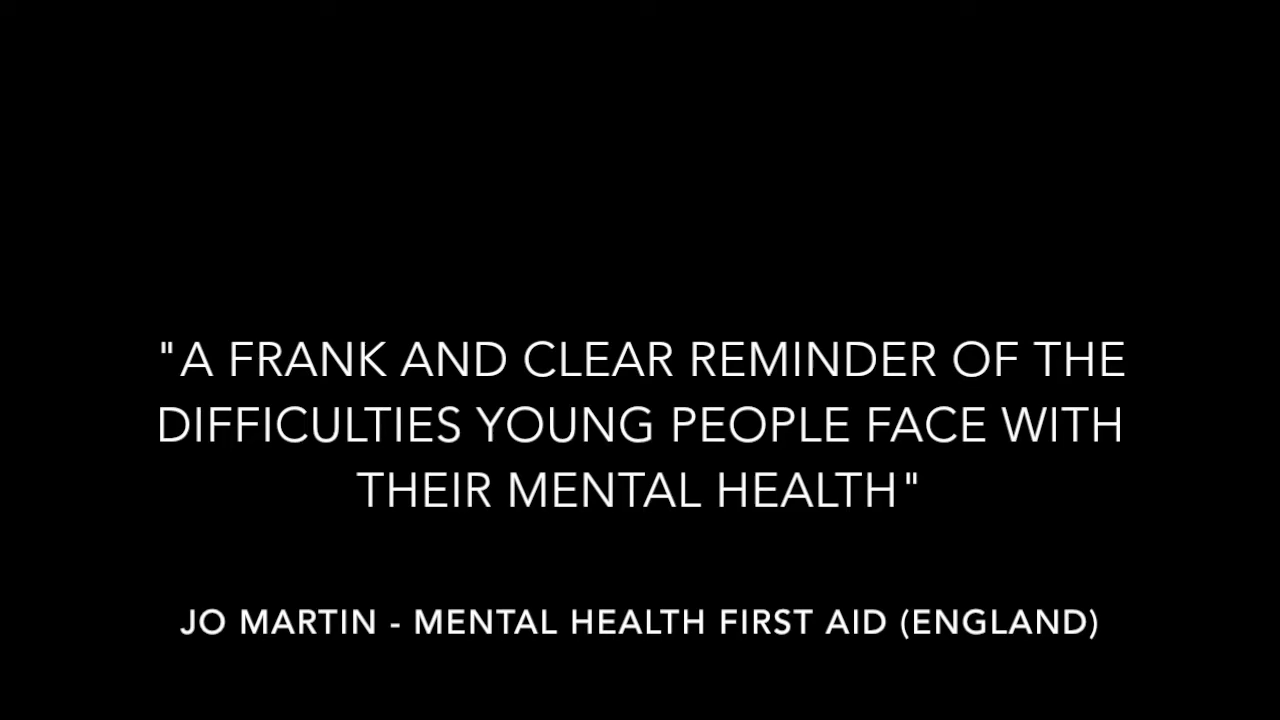 "A FRANK AND CLEAR REMINDER OF THE
DIFFICULTIES YOUNG PEOPLE FACE WITH
THEIR MENTAL HEALTH"
JO MARTIN - MENTAL HEALTH FIRST AID (ENGLAND)